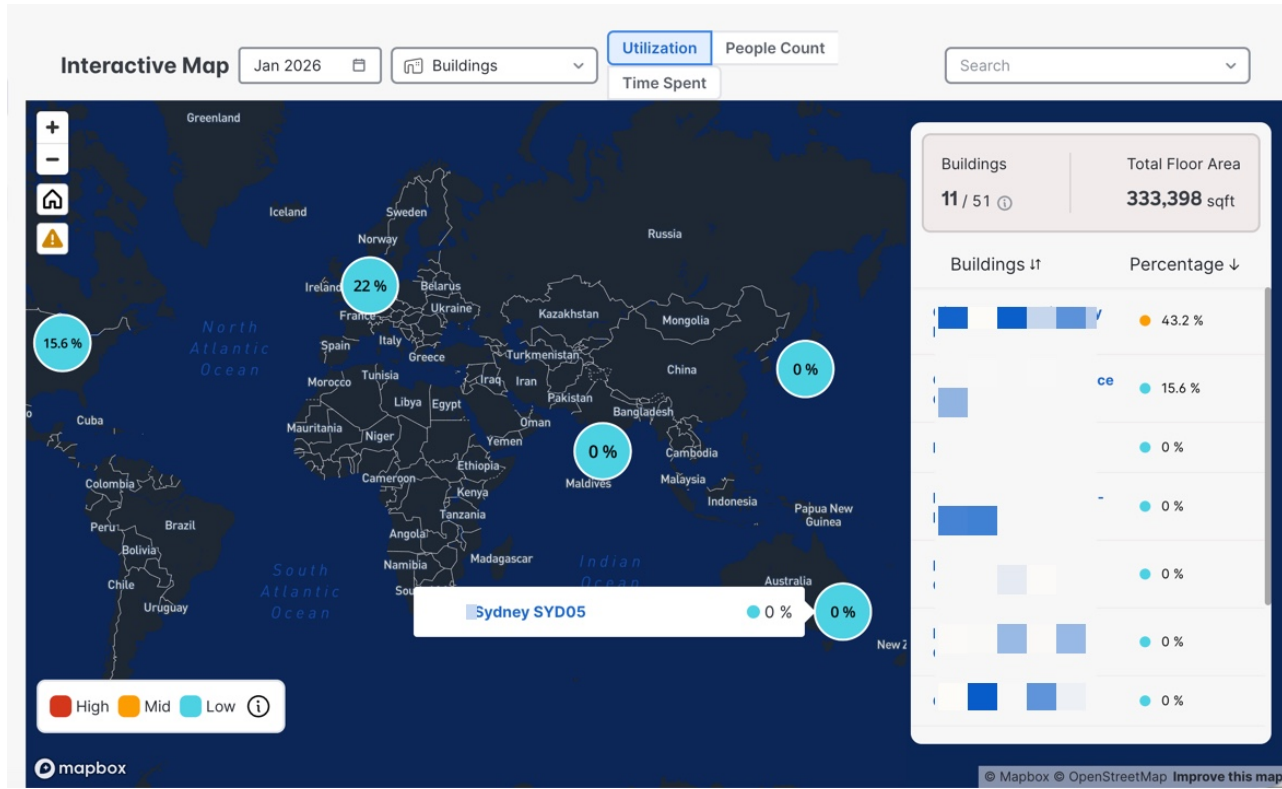 Interactive Map
Jan 2026
Buildings
Utilization
People Count
Time Spent
Search
+
−
Greenland
Iceland
Sweden
Norway
Russia
Ireland
22 %
Belarus
Ukraine
France
Kazakhstan
Mongolia
15.6 %
North
Atlantic
Ocean
Spain
Italy
Greece
Turkmenistan
China
0 %
Morocco
Tunisia
Iraq
Iran
Pakistan
Libya
Egypt
Bangladesh
Cuba
Oman
Mauritania
Niger
Yemen
0 %
Cambodia
Ethiopia
Colombia
Cameroon
Kenya
Maldives
Malaysia
Indonesia
Tanzania
Papua New
Guinea
Peru
Brazil
Angola
Bolivia
Namibia
Madagascar
Indian
Ocean
Chile
South
Atlantic
Ocean
Australia
Uruguay
Sydney SYD05
0 %
0 %
High
Mid
Low
mapbox
Buildings
11 / 51
Total Floor Area
333,398 sqft
Buildings
Percentage
43.2 %
ce
15.6 %
0 %
0 %
0 %
0 %
0 %
© Mapbox © OpenStreetMap Improve this map